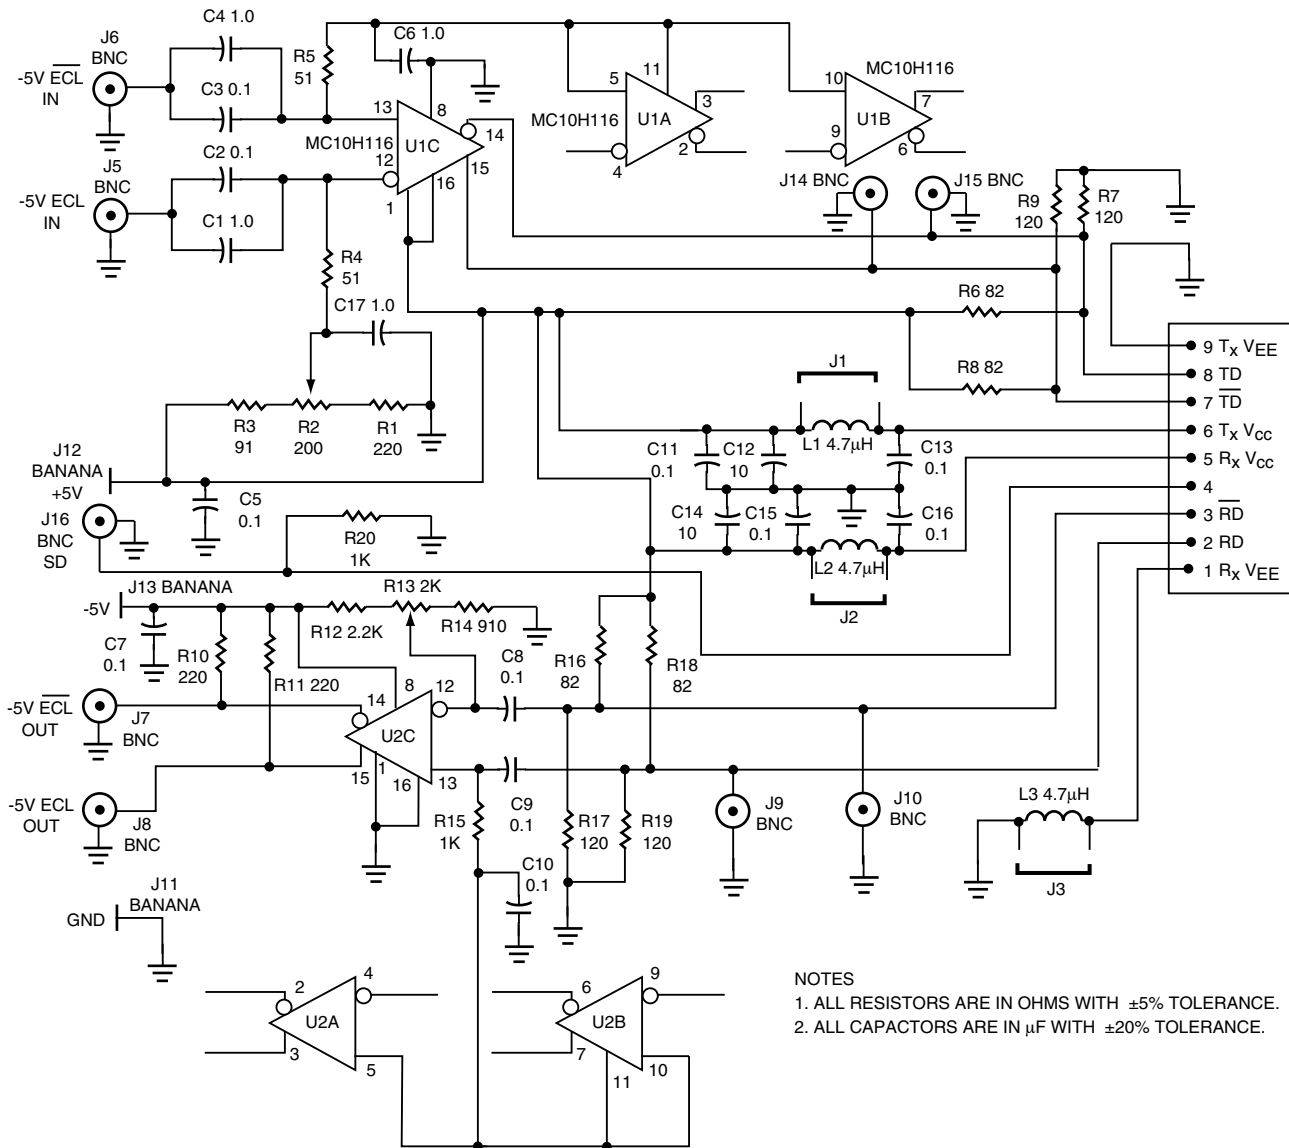 C4 1.0
J6
BNC
-5V ECL
IN
C3 0.1
R5
51
C6 1.0
13
8
14
MC10H116
12
U1C
15
16
1
5
11
3
MC10H116
U1A
2
4
10
MC10H116
7
U1B
9
6
C2 0.1
J5
BNC
-5V ECL
IN
C1 1.0
R4
51
C17 1.0
J14 BNC
J15 BNC
R9
120
R7
120
R6 82
R8 82
R3
91
R2
200
R1
220
J12
BANANA
+5V
C5
0.1
J16
BNC
SD
R20
1K
J1
L1 4.7µH
C11
0.1
C12
10
C13
0.1
C14
10
C15
0.1
C16
0.1
L2 4.7µH
J2
9 TX VEE
8 TD
7 TD
6 TX VCC
5 RX VCC
4
3 RD
2 RD
1 RX VEE
J13 BANANA
-5V
C7
0.1
R10
220
R11 220
R12 2.2K
R13 2K
R14 910
C8
0.1
R16
82
R18
82
-5V ECL
OUT
J7
BNC
14
8
12
U2C
15
1
16
13
-5V ECL
OUT
J8
BNC
R15
1K
C9
0.1
C10
0.1
R17
120
R19
120
J9
BNC
J10
BNC
L3 4.7µH
J3
J11
BANANA
GND
2
4
U2A
3
5
6
9
U2B
7
10
11
NOTES
1. ALL RESISTORS ARE IN OHMS WITH ±5% TOLERANCE.
2. ALL CAPACTORS ARE IN µF WITH ±20% TOLERANCE.